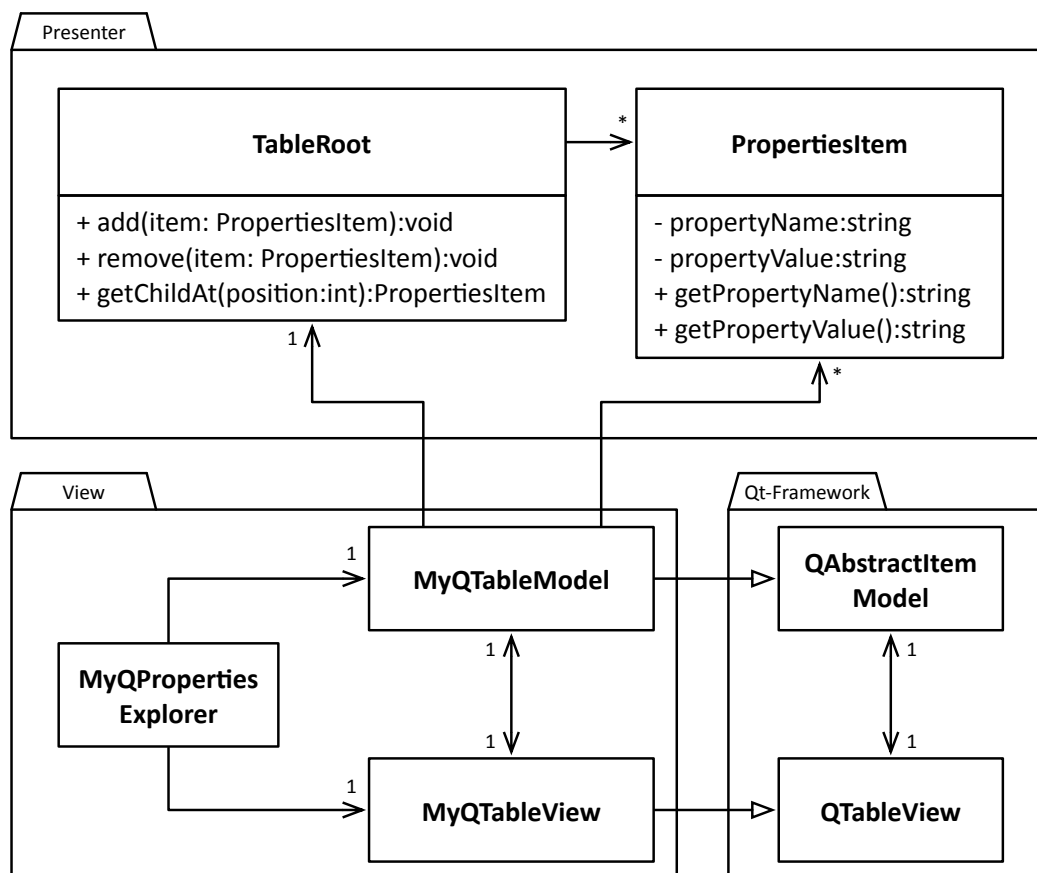 Presenter
TableRoot
+ add(item: PropertiesItem):void
+ remove(item: PropertiesItem):void
+ getChildAt(position:int):PropertiesItem
*
PropertiesItem
- propertyName:string
- propertyValue:string
+ getPropertyName():string
+ getPropertyValue():string
1
*
View
Qt-Framework
1
MyQTableModel
QAbstractItem
Model
MyQProperties
Explorer
1
1
1
1
1
MyQTableView
QTableView